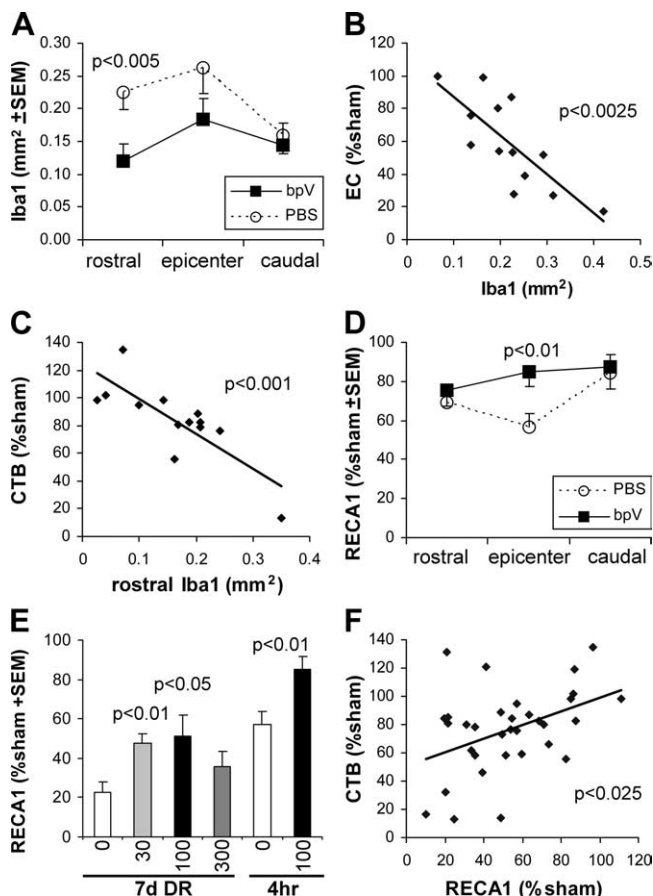 A
Iba1 (mm² ±SEM)
0.30
0.25
0.20
0.15
0.10
0.05
0.00
p<0.005
bpV
PBS
rostral epicenter caudal
B
EC (%sham)
120
100
80
60
40
20
0
p<0.0025
0 0.1 0.2 0.3 0.4 0.5
Iba1 (mm²)
C
CTB (%sham)
140
120
100
80
60
40
20
0
p<0.001
0 0.1 0.2 0.3 0.4
rostral Iba1 (mm²)
D
RECA1 (%sham ±SEM)
100
80
60
40
20
0
p<0.01
PBS
bpV
rostral epicenter caudal
E
RECA1 (%sham +SEM)
100
80
60
40
20
0
p<0.01
p<0.05
p<0.01
0 30 100 300 0 100
7d DR 4hr
F
CTB (%sham)
140
120
100
80
60
40
20
0
p<0.025
0 20 40 60 80 100 120
RECA1 (%sham)